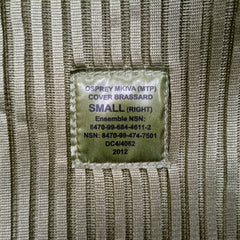 OSPREY MKIVA (MTP)
COVER BRASSARD
SMALL (RIGHT)
Ensemble NSN:
8470-99-684-4611-2
NSN: 8470-99-474-7501
DC4/4062
2012